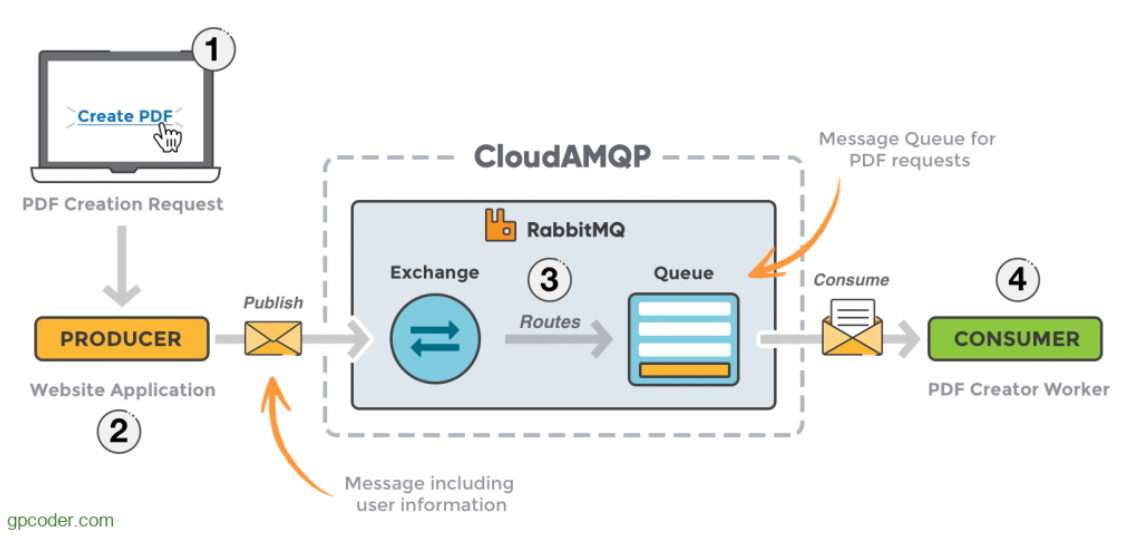 1
Create PDF
PDF Creation Request
PRODUCER
Website Application
2
Publish
Message including
user information
CloudAMQP
RabbitMQ
Exchange
3
Routes
Queue
Message Queue for
PDF requests
Consume
4
CONSUMER
PDF Creator Worker
gpcoder.com